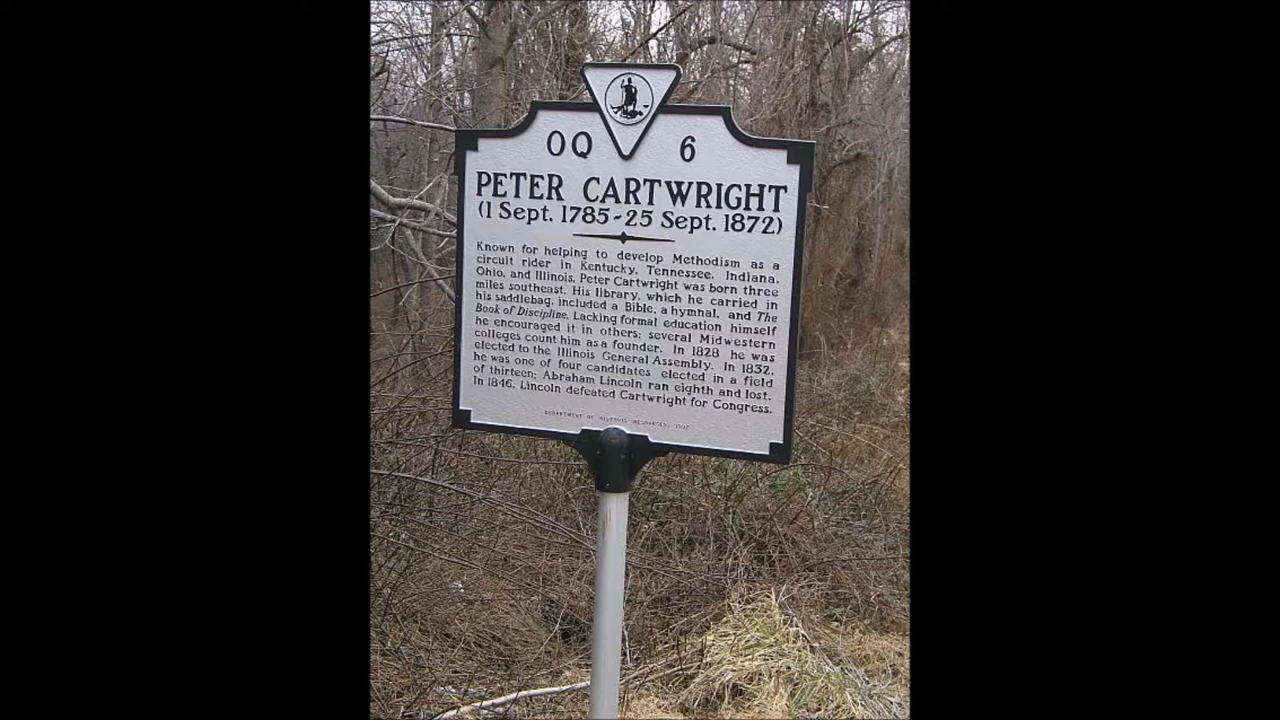 OQ 6
PETER CARTWRIGHT
(1 Sept. 1785-25 Sept. 1872)
Known for helping to develop Methodism as a
circuit rider in Kentucky, Tennessee, Indiana,
Ohio, and Illinois, Peter Cartwright was born three
miles southeast. His library, which he carried in
his saddlebag, included a Bible, a hymnal, and The
Book of Discipline. Lacking formal education himself
he encouraged it in others; several Midwestern
colleges count him as a founder. In 1828 he was
elected to the Illinois General Assembly. In 1832,
he was one of four candidates elected in a field
of thirteen; Abraham Lincoln ran eighth and lost.
In 1846, Lincoln defeated Cartwright for Congress.
DEPARTMENT OF HISTORIC RESOURCES,